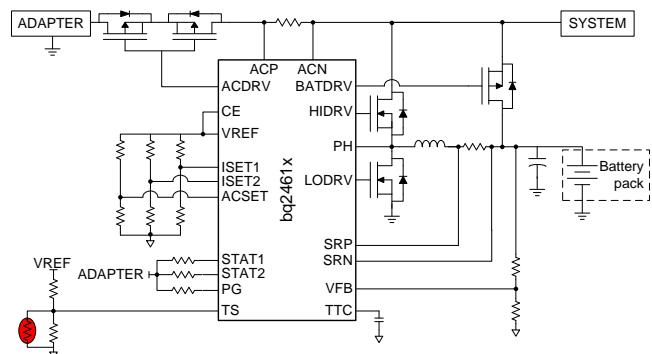 ADAPTER
SYSTEM
ACP
ACN
ACDRV
BATDRV
CE
HIDRV
VREF
PH
ISET1
ISET2
ACSET
LODRV
bq2461x
Battery
pack
SRP
SRN
STAT1
STAT2
PG
ADAPTER
VREF
VFB
TS
TTC